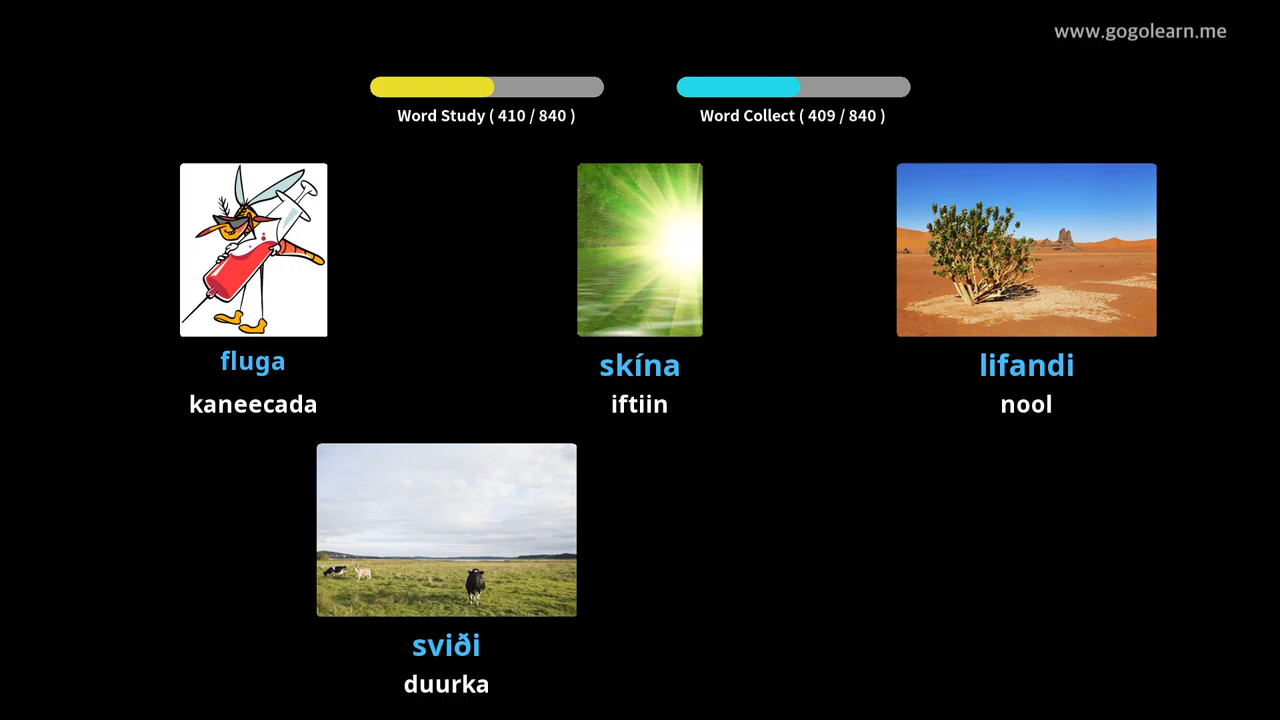 www.gogolearn.me
Word Study ( 410 / 840 )
Word Collect ( 409 / 840 )
fluga
kaneecada
skína
iftiin
lifandi
nool
sviði
duurka